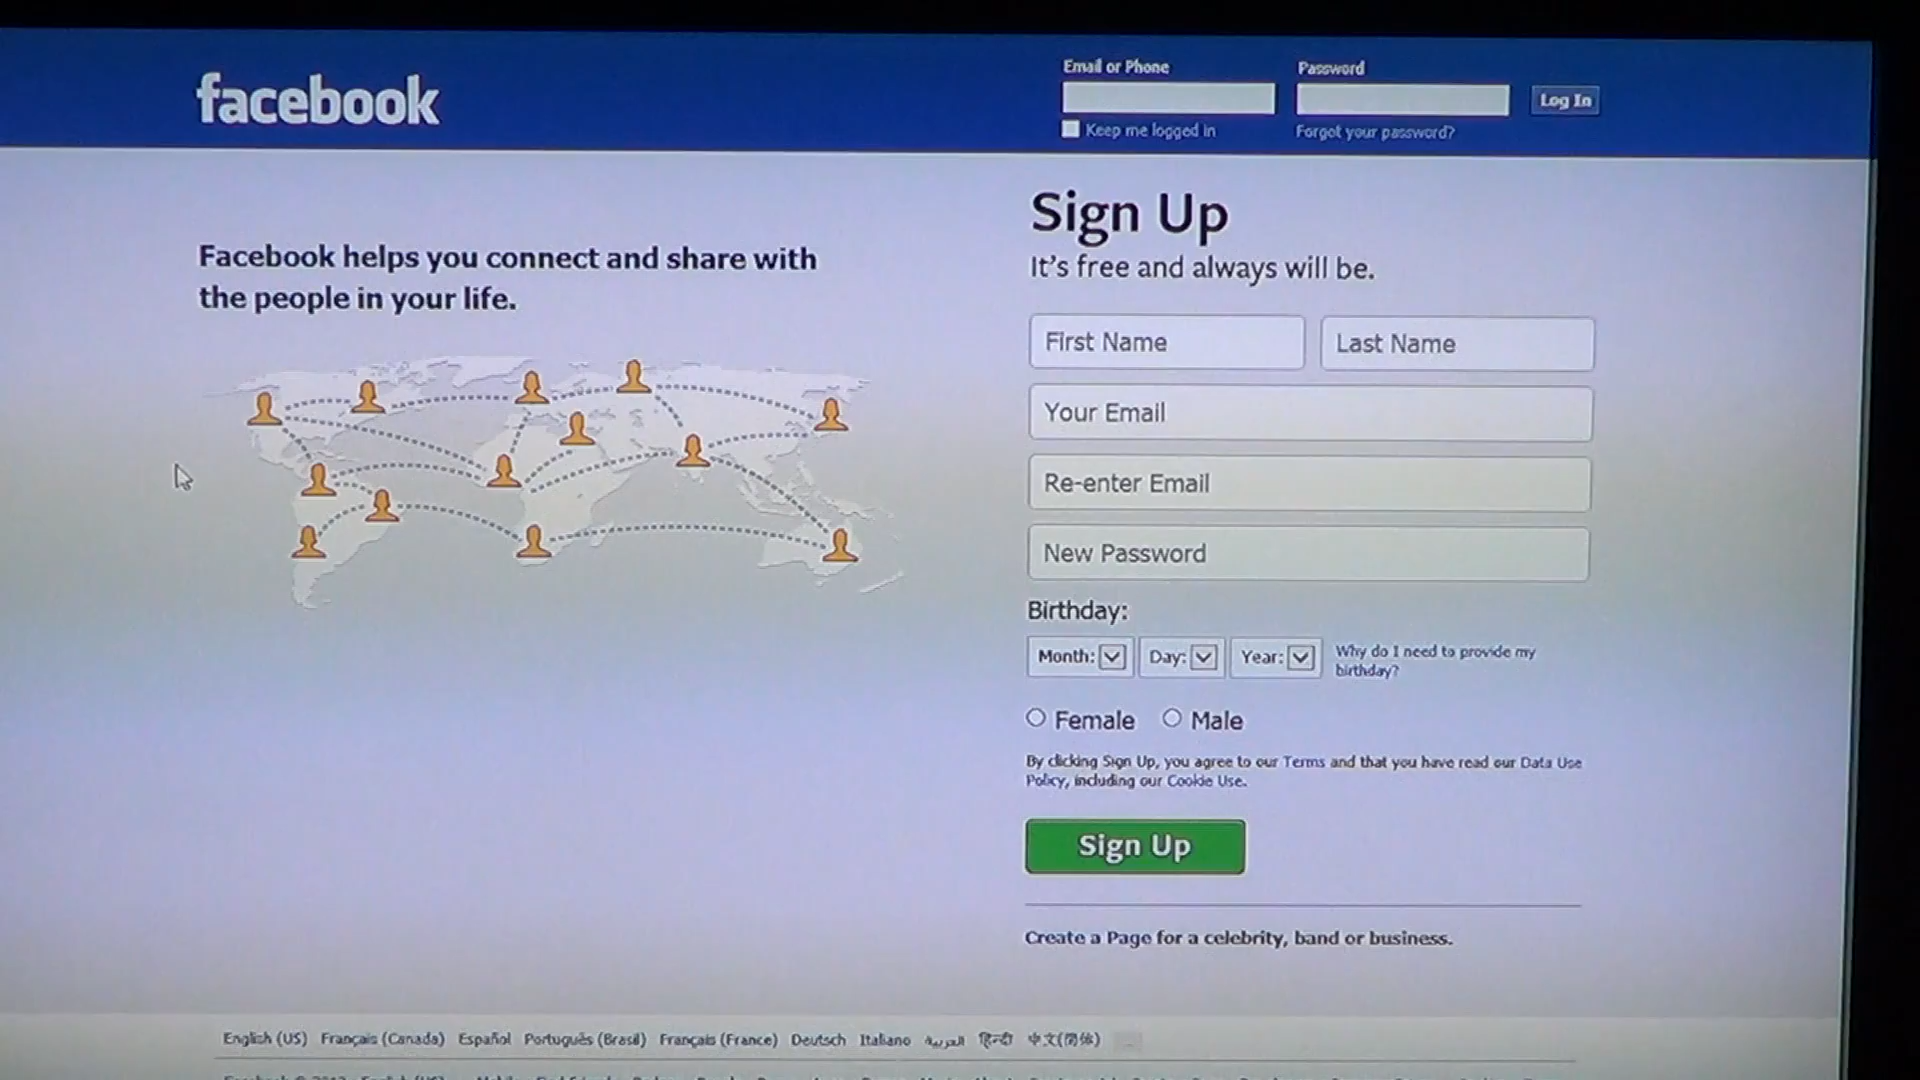 facebook
Email or Phone
Password
Log In
Keep me logged in
Forgot your password?
Facebook helps you connect and share with
the people in your life.
Sign Up
It's free and always will be.
First Name
Last Name
Your Email
Re-enter Email
New Password
Birthday:
Month:
Day:
Year:
Why do I need to provide my
birthday?
Female
Male
By clicking Sign Up, you agree to our Terms and that you have read our Data Use
Policy, including our Cookie Use.
Sign Up
Create a Page for a celebrity, band or business.
English (US) Français (Canada) Español Português (Brasil) Français (France) Deutsch Italiano العربية हिन्दी 中文(简体)